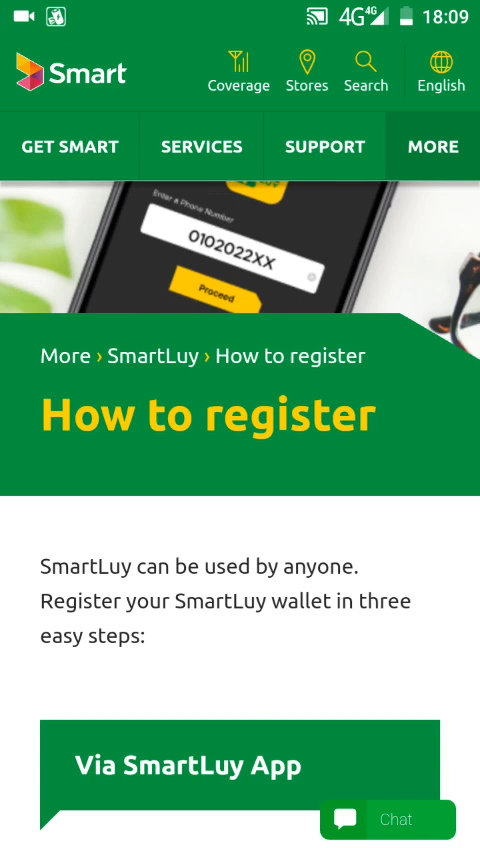 4G 4G 18:09
Smart
Coverage Stores Search English
GET SMART SERVICES SUPPORT MORE
Enter a Phone Number
0102022XX
Proceed
More › SmartLuy › How to register
How to register
SmartLuy can be used by anyone.
Register your SmartLuy wallet in three
easy steps:
Via SmartLuy App
Chat